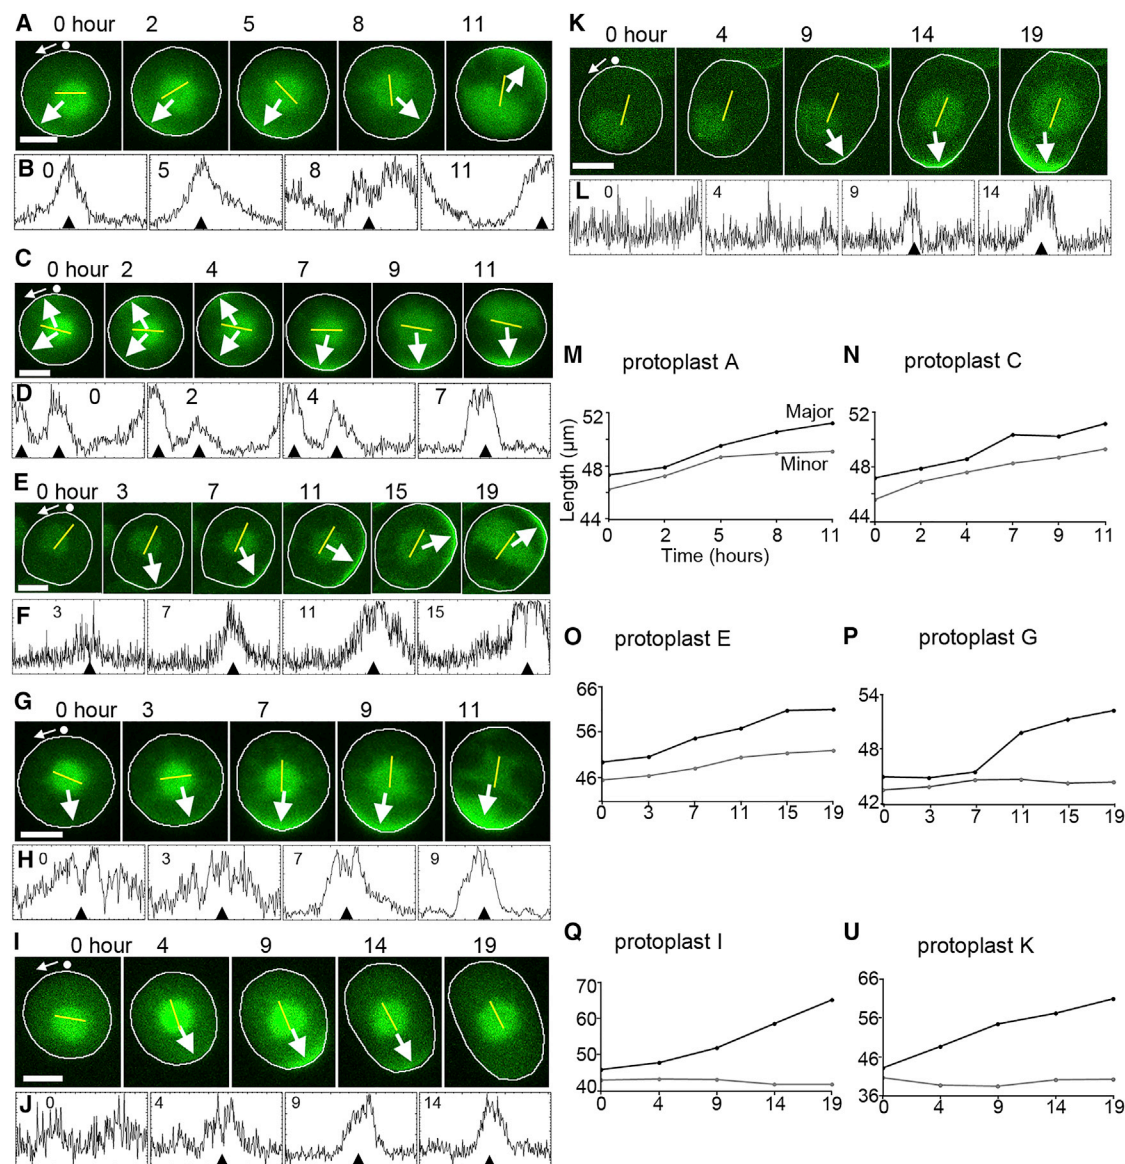 A
0 hour 2 5 8 11
B
0 5 8 11
C
0 hour 2 4 7 9 11
D
0 2 4 7
E
0 hour 3 7 11 15 19
F
3 7 11 15
G
0 hour 3 7 9 11
H
0 3 7 9
I
0 hour 4 9 14 19
J
0 4 9 14
K
0 hour 4 9 14 19
L
0 4 9 14
M protoplast A
52
48
44
Length (µm)
Major
Minor
0 2 5 8 11
Time (hours)
N protoplast C
52
48
44
0 2 4 7 9 11
O protoplast E
66
56
46
0 3 7 11 15 19
P protoplast G
54
48
42
0 3 7 11 15 19
Q protoplast I
70
60
50
40
0 4 9 14 19
U protoplast K
66
56
46
36
0 4 9 14 19